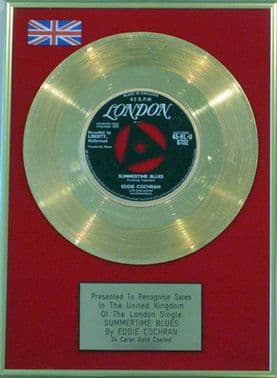 MADE IN ENGLAND
45 R.P.M.
LONDON
Recorded by
LIBERTY,
Hollywood
45-HL-U
8702
SUMMERTIME BLUES
EDDIE COCHRAN
Presented To Recognise Sales
In The United Kingdom
Of The London Single
SUMMERTIME BLUES
By EDDIE COCHRAN
24 Carat Gold Coated